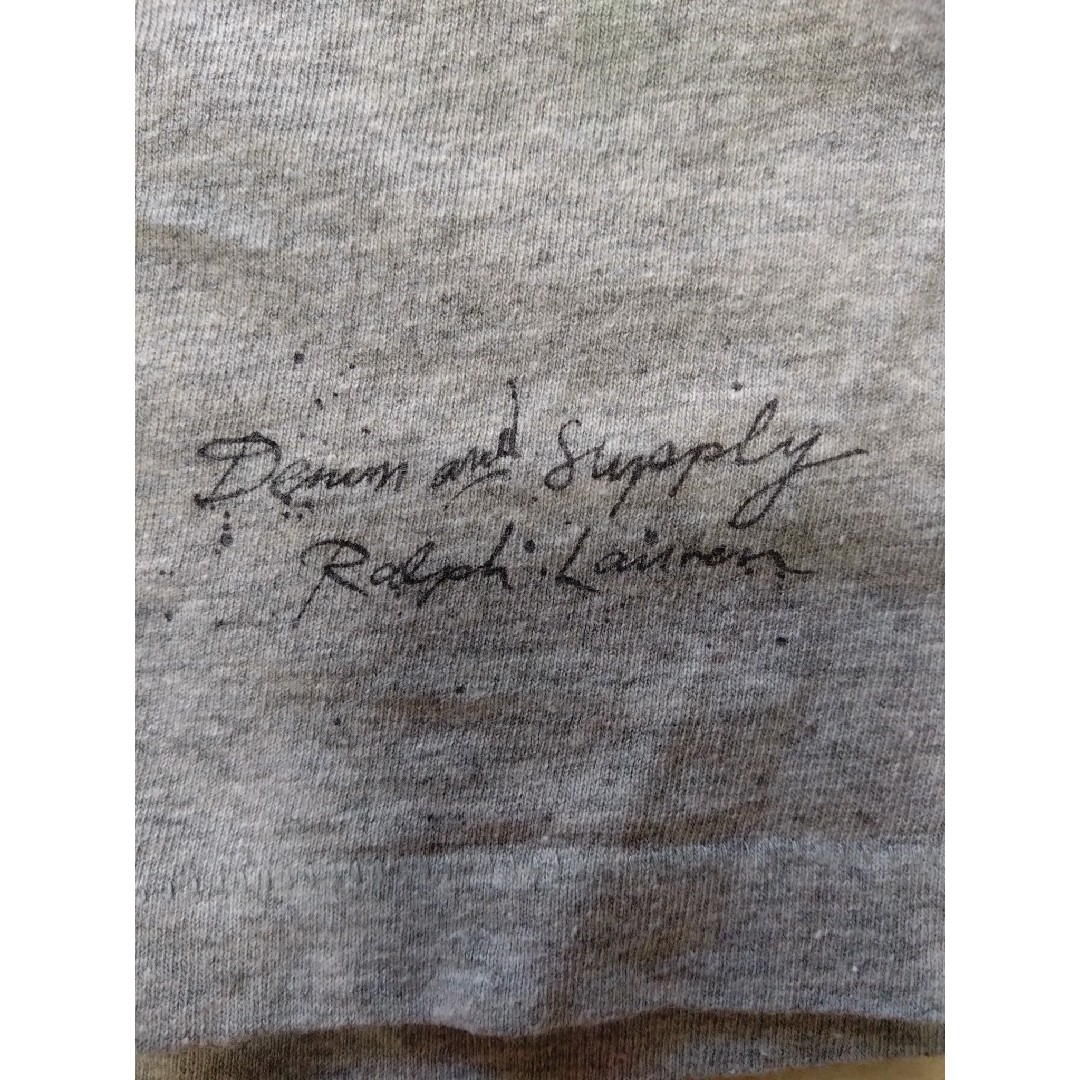 Denim and Supply
Ralph Lauren